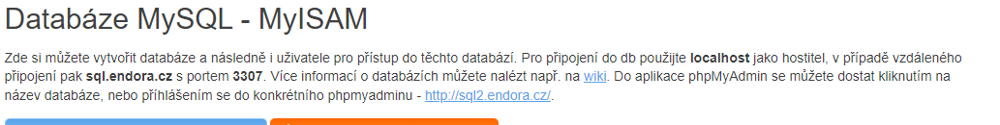 Databáze MySQL - MyISAM
Zde si můžete vytvořit databáze a následně i uživatele pro přístup do těchto databází. Pro připojení do db použijte localhost jako hostitel, v případě vzdáleného
připojení pak sql.endora.cz s portem 3307. Více informací o databázích můžete nalézt např. na wiki. Do aplikace phpMyAdmin se můžete dostat kliknutím na
název databáze, nebo příhlášením se do konkrétního phpmyadminu - http://sql2.endora.cz/.